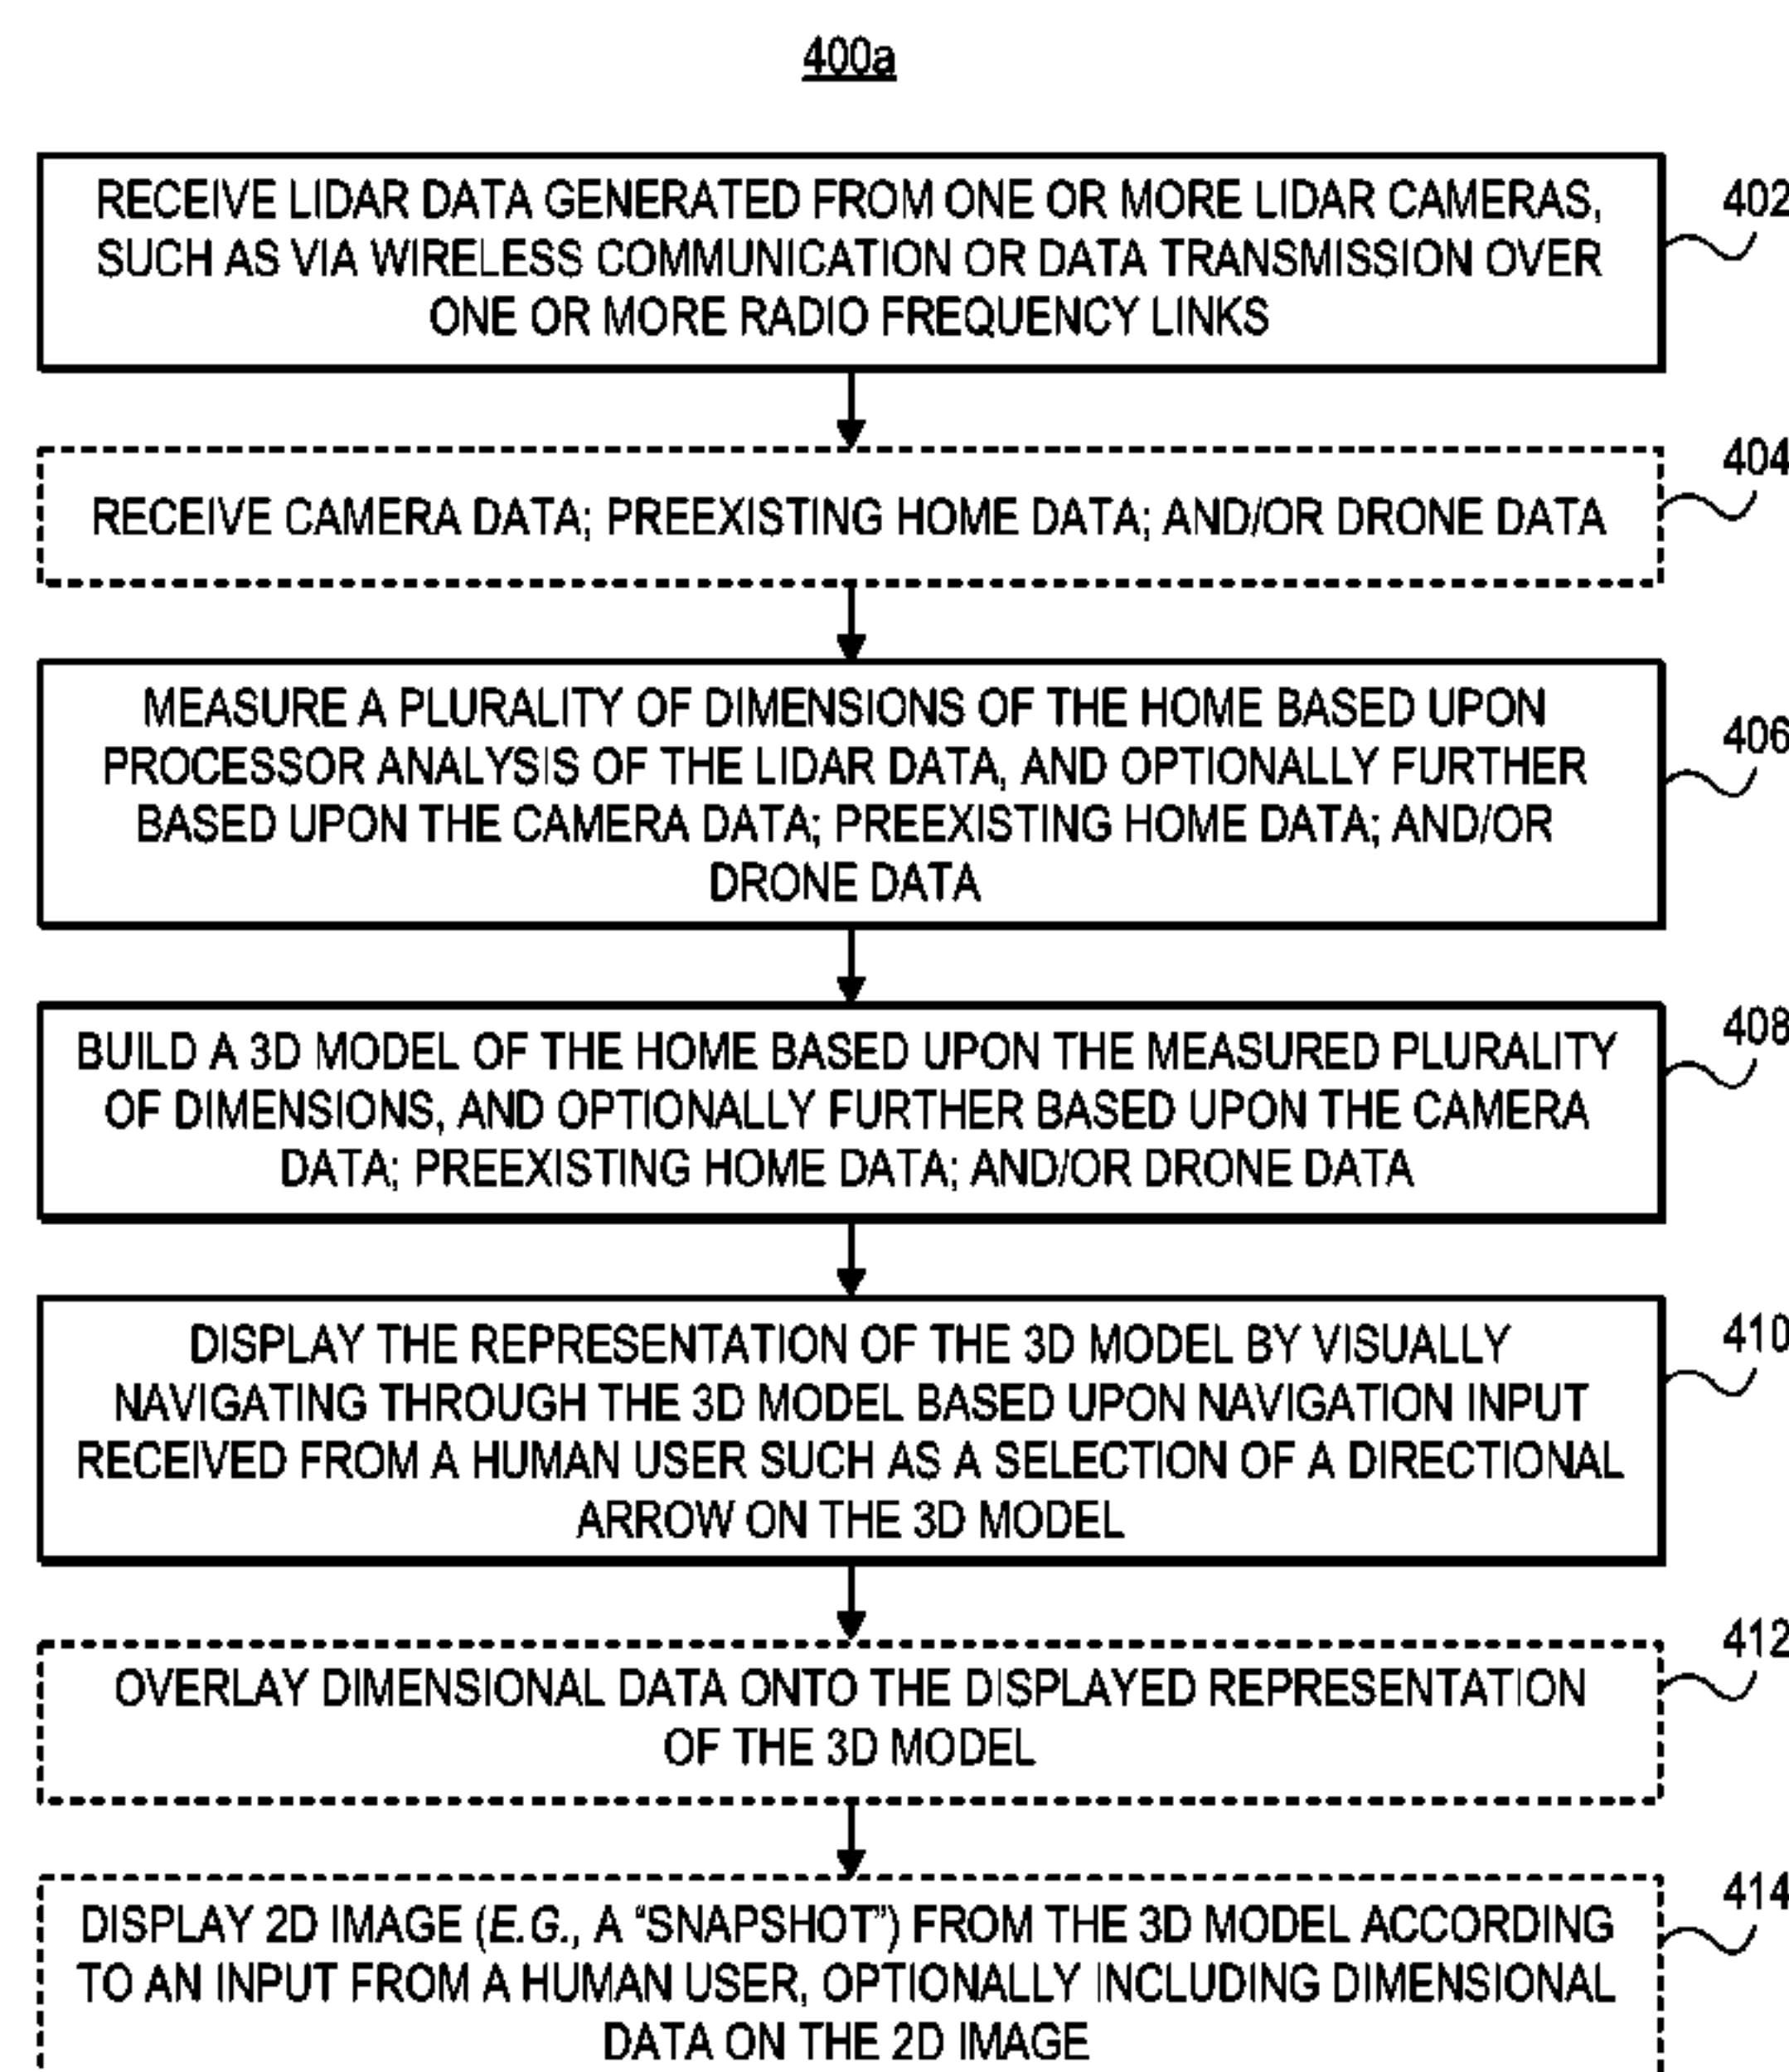 400a
RECEIVE LIDAR DATA GENERATED FROM ONE OR MORE LIDAR CAMERAS,
SUCH AS VIA WIRELESS COMMUNICATION OR DATA TRANSMISSION OVER
ONE OR MORE RADIO FREQUENCY LINKS
402
RECEIVE CAMERA DATA; PREEXISTING HOME DATA; AND/OR DRONE DATA
404
MEASURE A PLURALITY OF DIMENSIONS OF THE HOME BASED UPON
PROCESSOR ANALYSIS OF THE LIDAR DATA, AND OPTIONALLY FURTHER
BASED UPON THE CAMERA DATA; PREEXISTING HOME DATA; AND/OR
DRONE DATA
406
BUILD A 3D MODEL OF THE HOME BASED UPON THE MEASURED PLURALITY
OF DIMENSIONS, AND OPTIONALLY FURTHER BASED UPON THE CAMERA
DATA; PREEXISTING HOME DATA; AND/OR DRONE DATA
408
DISPLAY THE REPRESENTATION OF THE 3D MODEL BY VISUALLY
NAVIGATING THROUGH THE 3D MODEL BASED UPON NAVIGATION INPUT
RECEIVED FROM A HUMAN USER SUCH AS A SELECTION OF A DIRECTIONAL
ARROW ON THE 3D MODEL
410
OVERLAY DIMENSIONAL DATA ONTO THE DISPLAYED REPRESENTATION
OF THE 3D MODEL
412
DISPLAY 2D IMAGE (E.G., A “SNAPSHOT”) FROM THE 3D MODEL ACCORDING
TO AN INPUT FROM A HUMAN USER, OPTIONALLY INCLUDING DIMENSIONAL
DATA ON THE 2D IMAGE
414